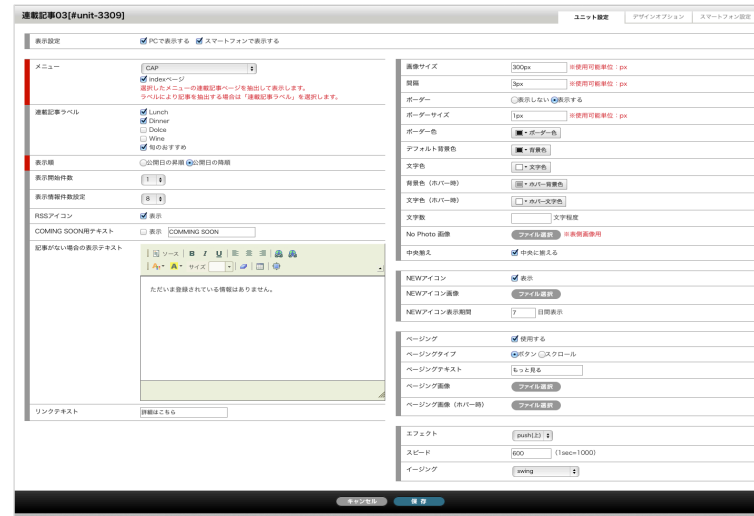 連載記事03[#unit-3309]
ユニット設定 デザインオプション スマートフォン設定
表示設定 PCで表示する スマートフォンで表示する
メニュー CAP
indexページ
選択したメニューの連載記事ページを抽出して表示します。
ラベルにより記事を抽出する場合は「連載記事ラベル」を選択します。
連載記事ラベル Lunch
Dinner
Dolce
Wine
旬のおすすめ
表示順 公開日の昇順 公開日の降順
表示開始件数 1
表示情報件数設定 8
RSSアイコン 表示
COMING SOON用テキスト 表示 COMMING SOON
記事がない場合の表示テキスト
ソース B I U
A A サイズ
ただいま登録されている情報はありません。
リンクテキスト 詳細はこちら
画像サイズ 300px ※使用可能単位:px
間隔 3px ※使用可能単位:px
ボーダー 表示しない 表示する
ボーダーサイズ 1px ※使用可能単位:px
ボーダー色 ボーダー色
デフォルト背景色 背景色
文字色 文字色
背景色(ホバー時) ホバー背景色
文字色(ホバー時) ホバー文字色
文字数 文字程度
No Photo 画像 ファイル選択 ※表側画像用
中央揃え 中央に揃える
NEWアイコン 表示
NEWアイコン画像 ファイル選択
NEWアイコン表示期間 7 日間表示
ページング 使用する
ページングタイプ ボタン スクロール
ページングテキスト もっと見る
ページング画像 ファイル選択
ページング画像(ホバー時) ファイル選択
エフェクト push(上)
スピード 600 (1sec=1000)
イージング swing
キャンセル 保存